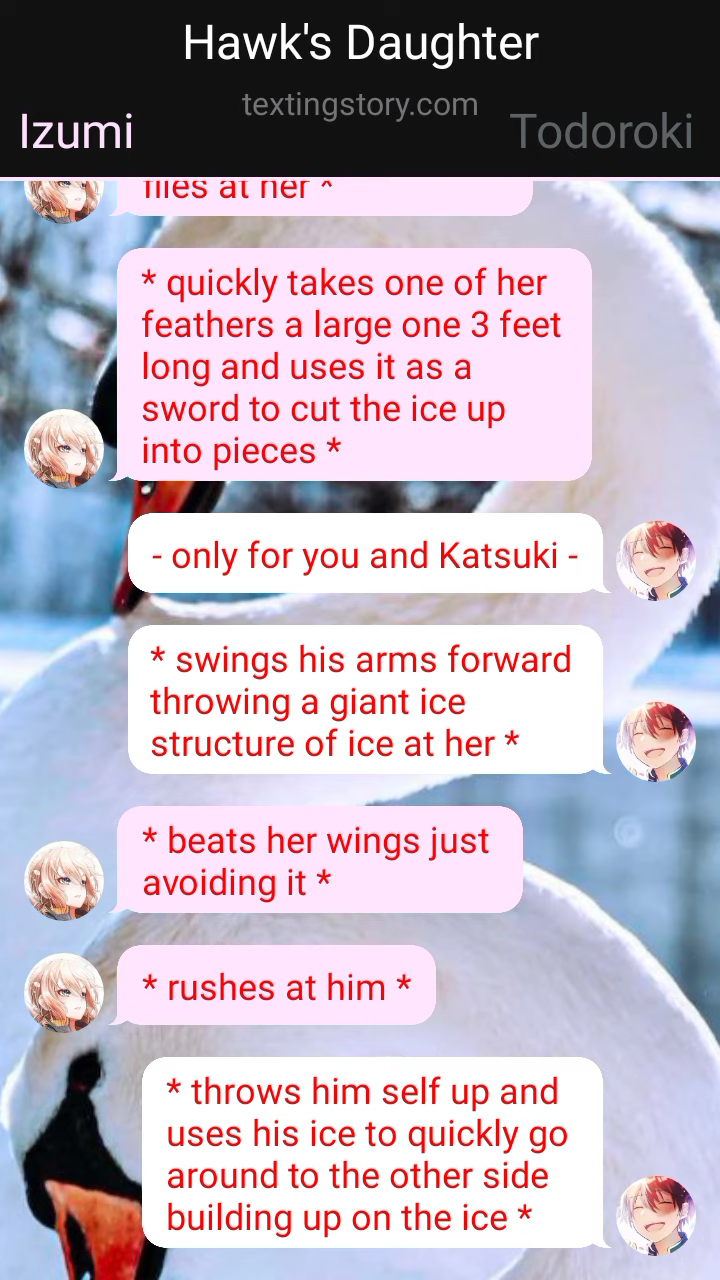 Hawk's Daughter
textingstory.com
Izumi
Todoroki
flies at her *
* quickly takes one of her
feathers a large one 3 feet
long and uses it as a
sword to cut the ice up
into pieces *
- only for you and Katsuki -
* swings his arms forward
throwing a giant ice
structure of ice at her *
* beats her wings just
avoiding it *
* rushes at him *
* throws him self up and
uses his ice to quickly go
around to the other side
building up on the ice *